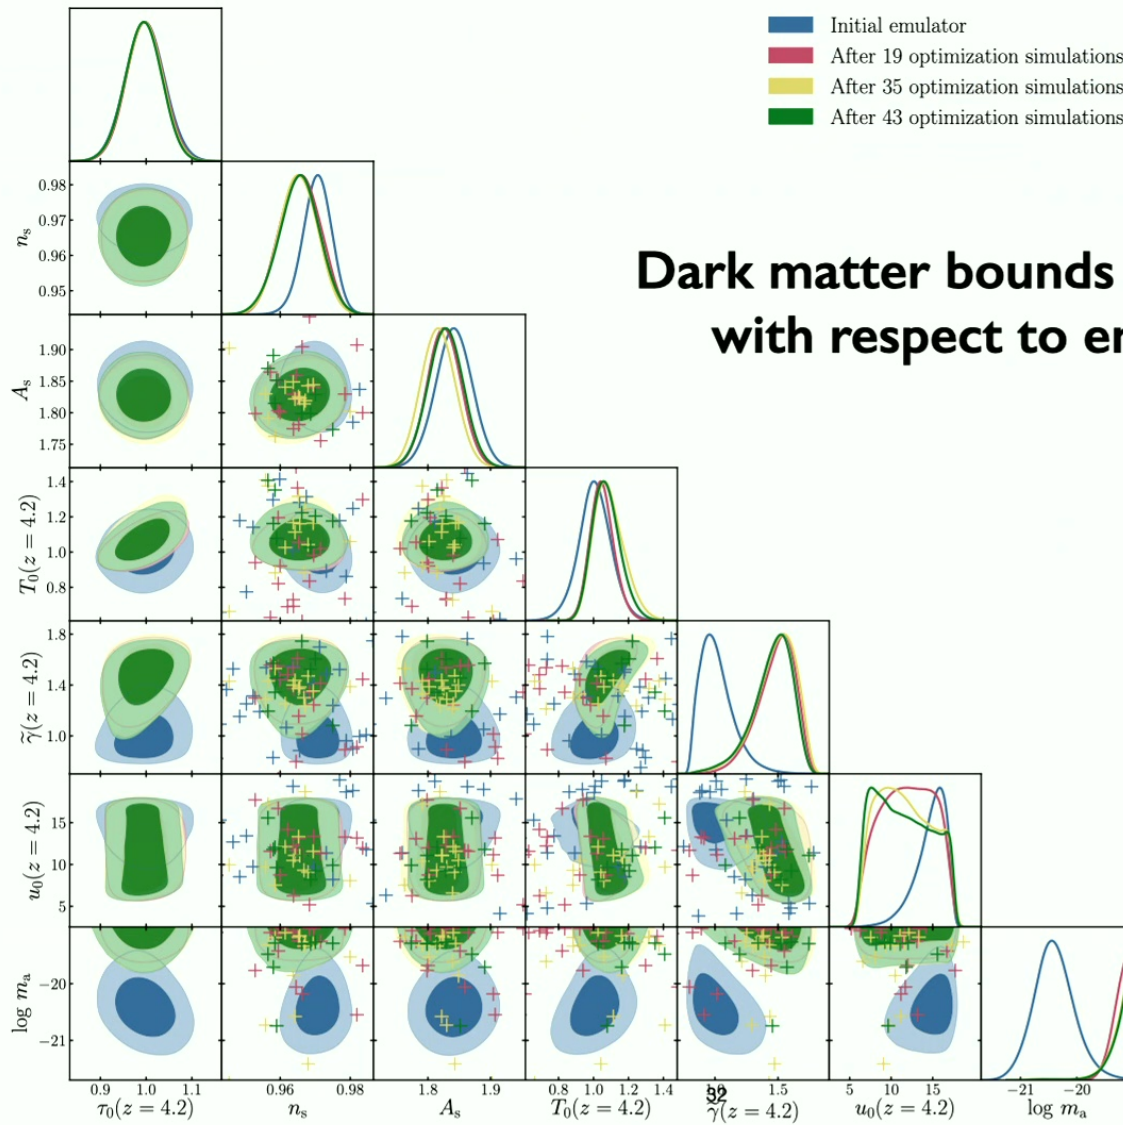 Initial emulator
After 19 optimization simulations
After 35 optimization simulations
After 43 optimization simulations
Dark matter bounds
with respect to
0.98
0.97
0.96
0.95
n_s
1.90
1.85
1.80
1.75
A_s
1.4
1.2
1.0
0.8
T_0(z = 4.2)
1.8
1.4
1.0
γ̃(z = 4.2)
15
10
5
u_0(z = 4.2)
−20
−21
log m_a
0.9 1.0 1.1 0.96 0.98 1.8 1.9 0.8 1.0 1.2 1.4 1.5 5 10 15 −21 −20
32
τ_0(z = 4.2) n_s A_s T_0(z = 4.2) γ̃(z = 4.2) u_0(z = 4.2) log m_a